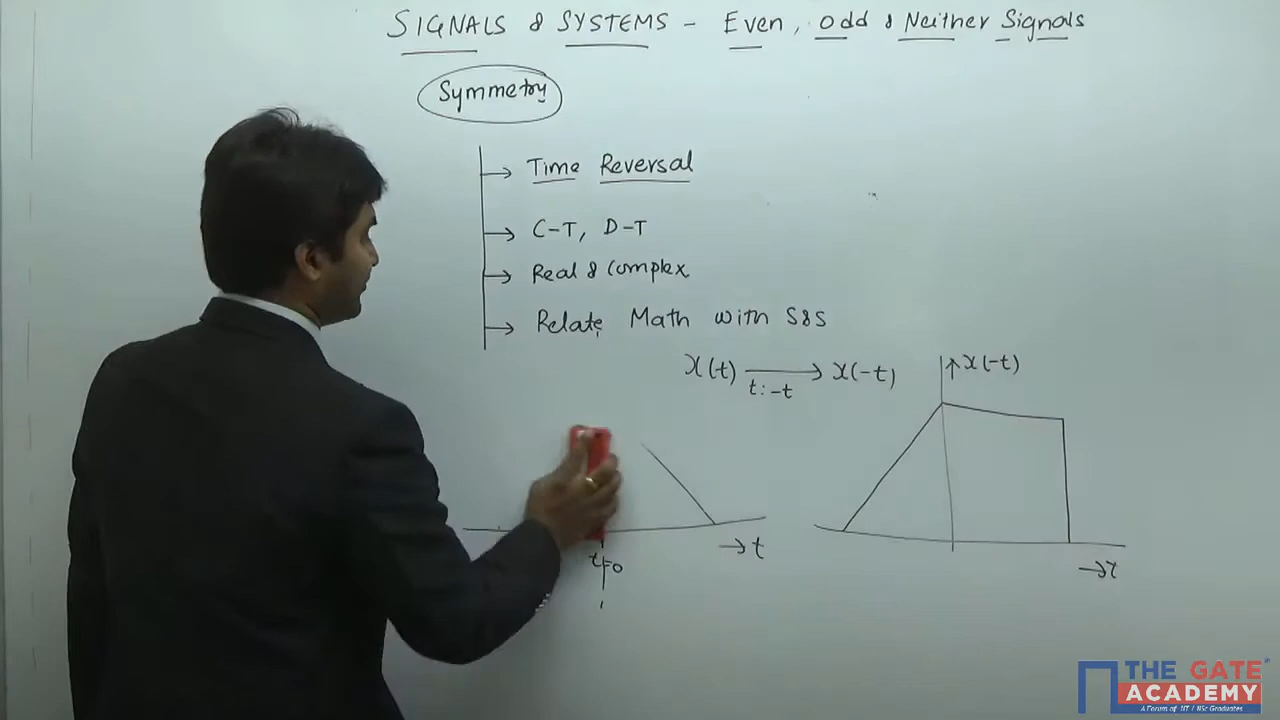 SIGNALS & SYSTEMS - Even, Odd & Neither Signals
Symmetry
→ Time Reversal
→ C-T, D-T
→ Real & Complex
→ Relate Math with S&S
x(t) → x(-t)
t:-t
↑x(-t)
t=0
→t
→t
THE GATE
ACADEMY
A Forum of IIT / IISc Graduates